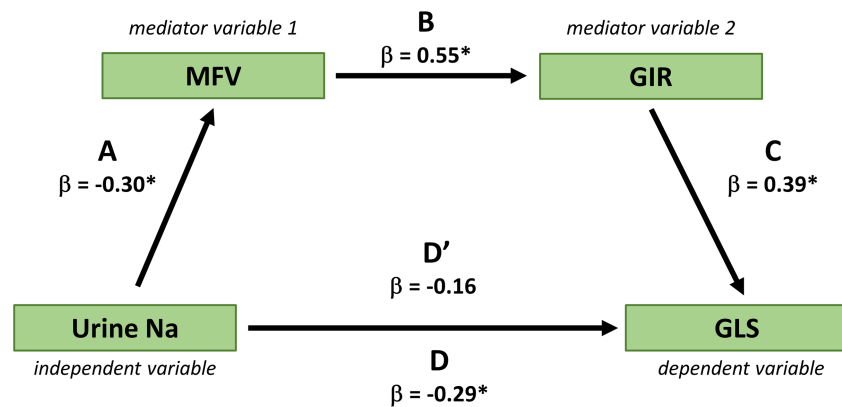 mediator variable 1
B
mediator variable 2
β = 0.55*
MFV
GIR
A
β = -0.30*
C
β = 0.39*
D’
β = -0.16
Urine Na
GLS
independent variable
D
dependent variable
β = -0.29*